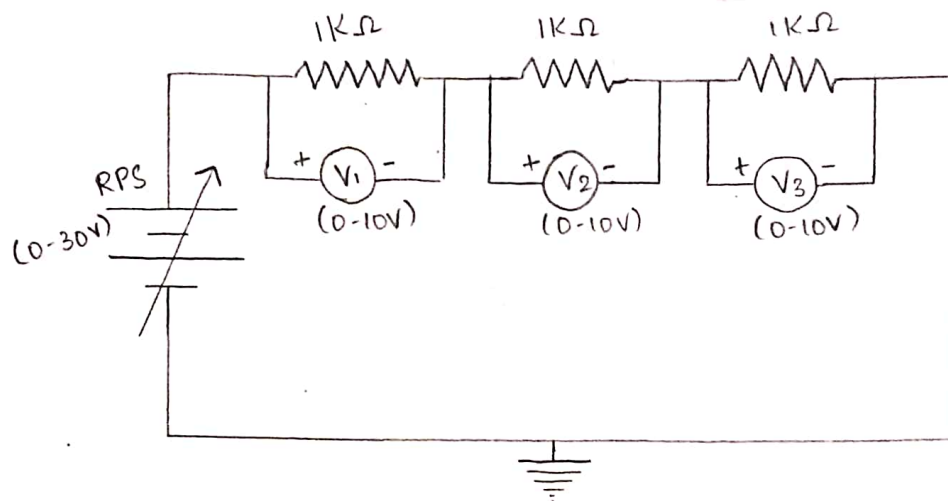 1KΩ 1KΩ 1KΩ
+ V1 - + V2 - + V3 -
RPS
(0-30V) (0-10V) (0-10V) (0-10V)